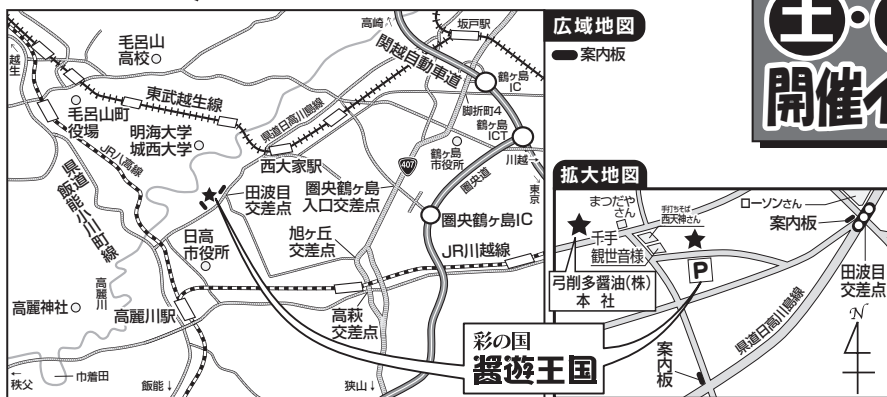 広域地図
案内板
高崎
坂戸駅
越生
毛呂山
高校
関越自動車道
鶴ヶ島
IC
東武越生線
県道日高川島線
毛呂山町
役場
明海大学
城西大学
脚折町4
鶴ヶ島
ICT
川越
東京
西大家駅
407
鶴ヶ島
市役所
圏央道
JR八高線
県道
飯能小川町線
田波目
交差点
圏央鶴ヶ島
入口交差点
圏央鶴ヶ島IC
日高
市役所
旭ヶ丘
交差点
JR川越線
高麗川
高麗神社
高麗川駅
高萩
交差点
秩父
巾着田
飯能
狭山
彩の国
醤遊王国
土・
開催イ
拡大地図
まつだや
さん
手打ちそば
西天神さん
ローソンさん
案内板
千手
観世音様
P
弓削多醤油(株)
本社
田波目
交差点
県道日高川島線
案内板
N